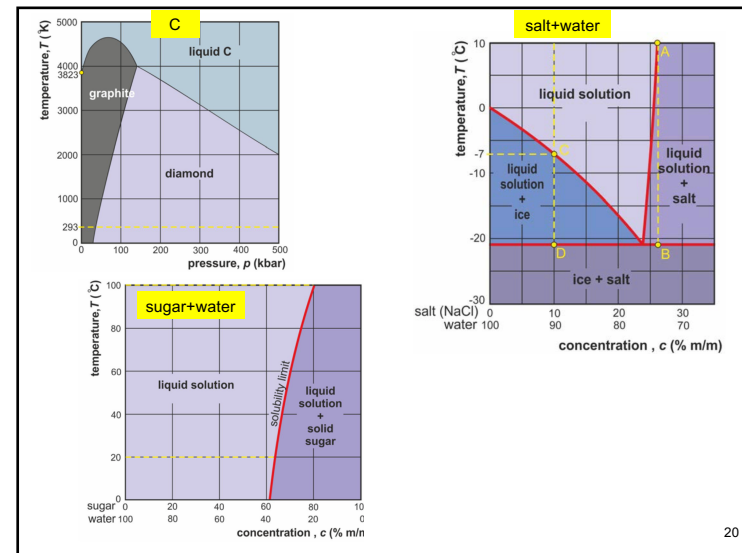 C
temperature,T (°K)
5000
4000
3823
3000
2000
1000
293
0
liquid C
graphite
diamond
0 100 200 300 400 500
pressure, p (kbar)
salt+water
temperature,T (°C)
10
0
-7
-10
-20
-30
A
liquid solution
C
liquid
solution
+
ice
liquid
solution
+
salt
D
B
ice + salt
salt (NaCl) 0 10 20 30
water 100 90 80 70
concentration , c (% m/m)
sugar+water
temperature,T (°C)
100
80
60
40
20
0
liquid solution
solubility limit
liquid
solution
+
solid
sugar
sugar 0 20 40 60 80 10
water 100 80 60 40 20 0
concentration , c (% m/n
20